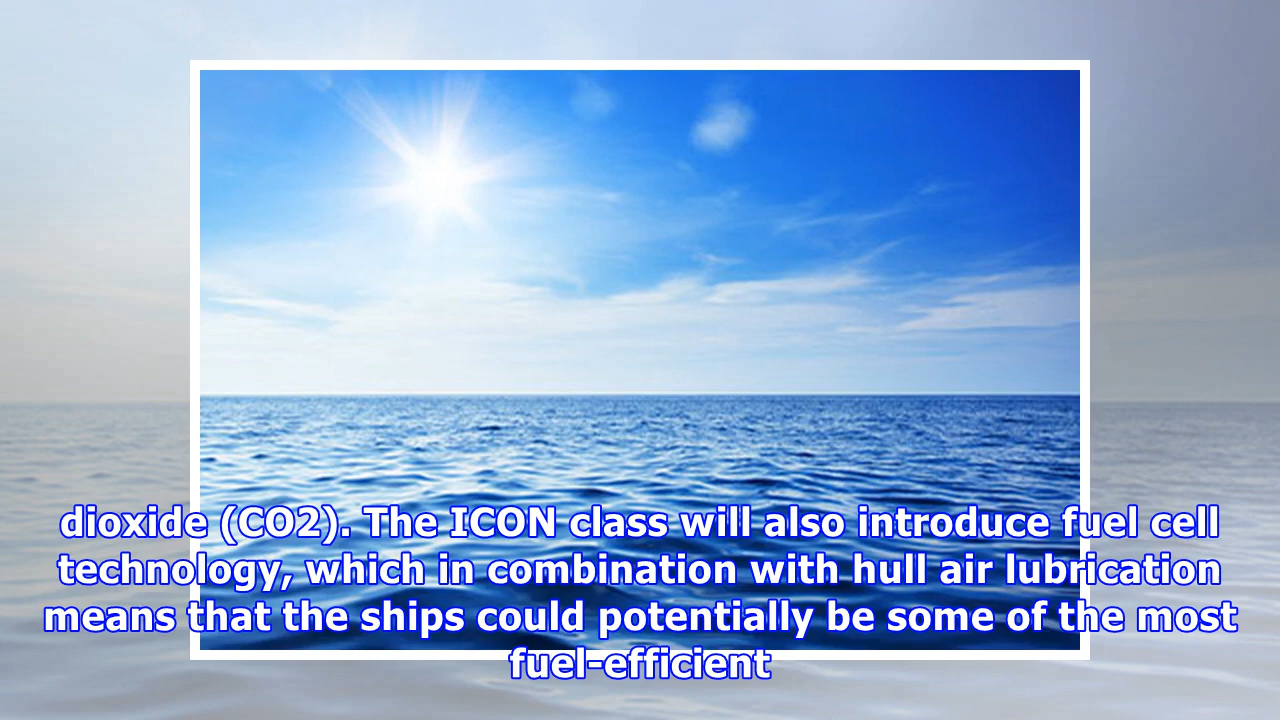 dioxide (CO2). The ICON class will also introduce fuel cell
technology, which in combination with hull air lubrication
means that the ships could potentially be some of the most
fuel-efficient